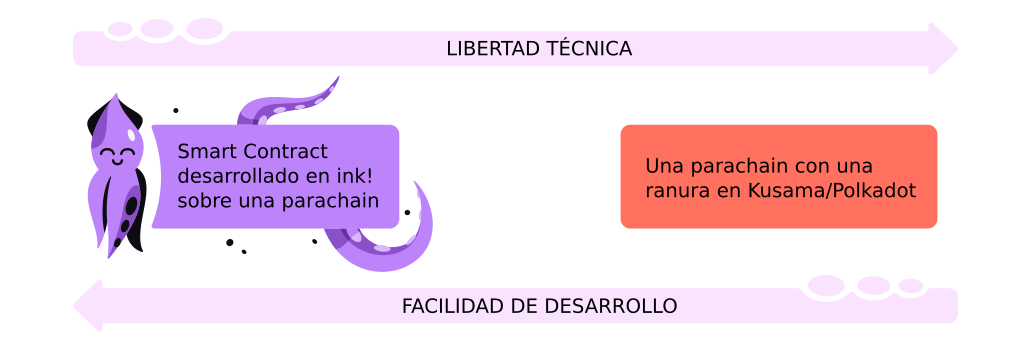 LIBERTAD TÉCNICA
Smart Contract
desarrollado en ink!
sobre una parachain
Una parachain con una
ranura en Kusama/Polkadot
FACILIDAD DE DESARROLLO